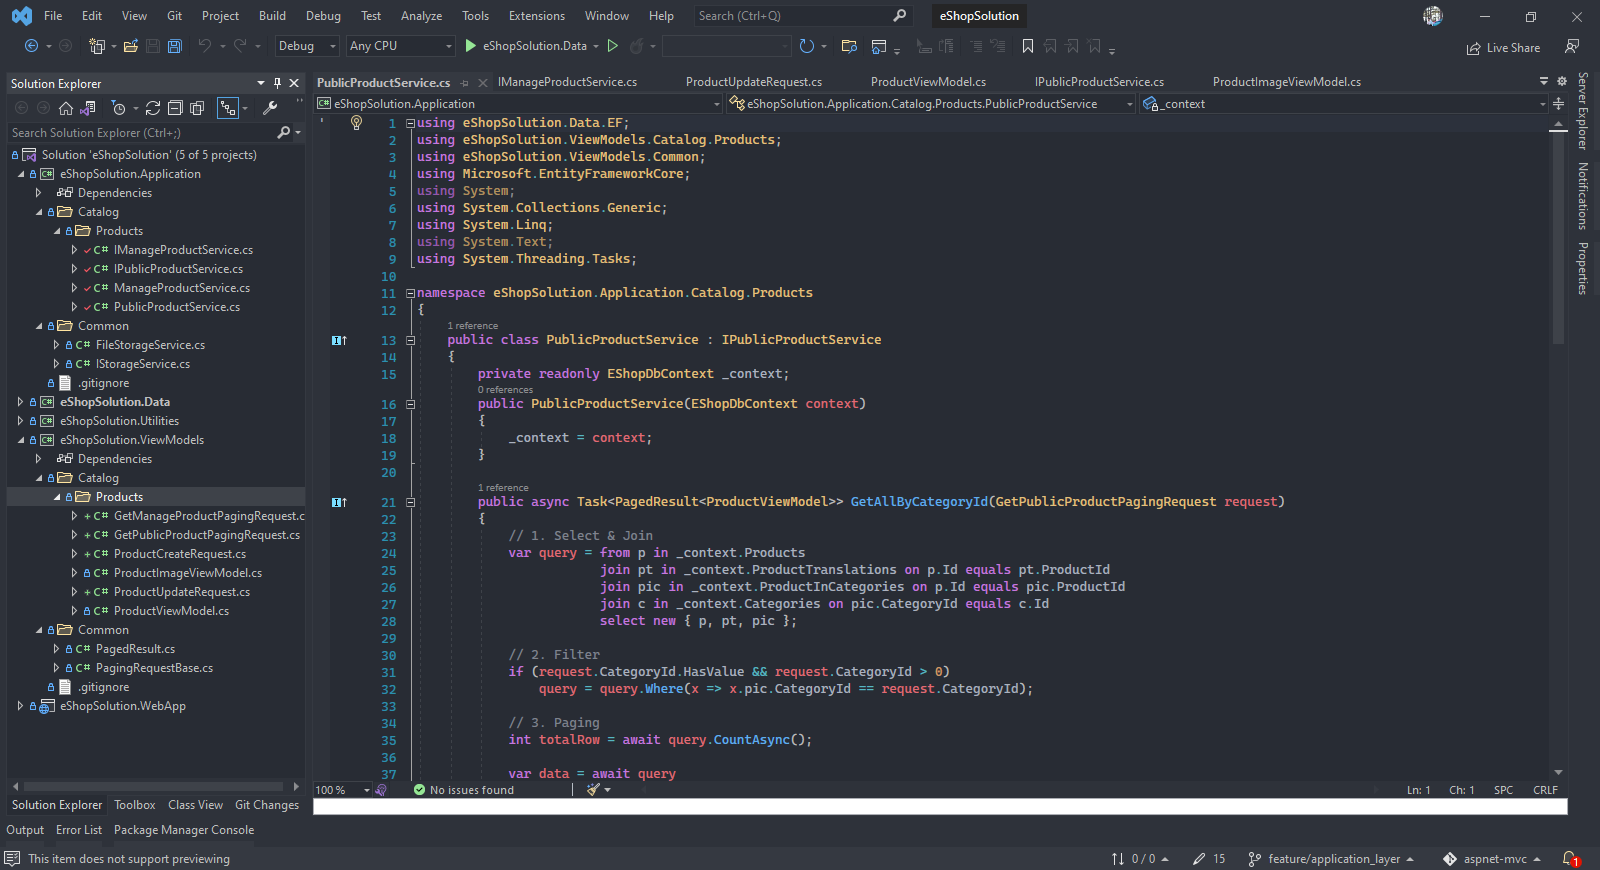 File Edit View Git Project Build Debug Test Analyze Tools Extensions Window Help Search (Ctrl+Q) eShopSolution
Debug Any CPU eShopSolution.Data Live Share
Solution Explorer
Search Solution Explorer (Ctrl+;)
Solution 'eShopSolution' (5 of 5 projects)
eShopSolution.Application
Dependencies
Catalog
Products
IManageProductService.cs
IPublicProductService.cs
ManageProductService.cs
PublicProductService.cs
Common
FileStorageService.cs
IStorageService.cs
.gitignore
eShopSolution.Data
eShopSolution.Utilities
eShopSolution.ViewModels
Dependencies
Catalog
Products
GetManageProductPagingRequest.c
GetPublicProductPagingRequest.cs
ProductCreateRequest.cs
ProductImageViewModel.cs
ProductUpdateRequest.cs
ProductViewModel.cs
Common
PagedResult.cs
PagingRequestBase.cs
.gitignore
eShopSolution.WebApp
Solution Explorer Toolbox Class View Git Changes
PublicProductService.cs IManageProductService.cs ProductUpdateRequest.cs ProductViewModel.cs IPublicProductService.cs ProductImageViewModel.cs
eShopSolution.Application eShopSolution.Application.Catalog.Products.PublicProductService _context
1 using eShopSolution.Data.EF;
2 using eShopSolution.ViewModels.Catalog.Products;
3 using eShopSolution.ViewModels.Common;
4 using Microsoft.EntityFrameworkCore;
5 using System;
6 using System.Collections.Generic;
7 using System.Linq;
8 using System.Text;
9 using System.Threading.Tasks;
10
11 namespace eShopSolution.Application.Catalog.Products
12 {
1 reference
13 public class PublicProductService : IPublicProductService
14 {
15 private readonly EShopDbContext _context;
0 references
16 public PublicProductService(EShopDbContext context)
17 {
18 _context = context;
19 }
20
1 reference
21 public async Task<PagedResult<ProductViewModel>> GetAllByCategoryId(GetPublicProductPagingRequest request)
22 {
23 // 1. Select & Join
24 var query = from p in _context.Products
25 join pt in _context.ProductTranslations on p.Id equals pt.ProductId
26 join pic in _context.ProductInCategories on p.Id equals pic.ProductId
27 join c in _context.Categories on pic.CategoryId equals c.Id
28 select new { p, pt, pic };
29
30 // 2. Filter
31 if (request.CategoryId.HasValue && request.CategoryId > 0)
32 query = query.Where(x => x.pic.CategoryId == request.CategoryId);
33
34 // 3. Paging
35 int totalRow = await query.CountAsync();
36
37 var data = await query
100 % No issues found Ln: 1 Ch: 1 SPC CRLF
Server Explorer
Notifications
Properties
Output Error List Package Manager Console
This item does not support previewing 0 / 0 15 feature/application_layer aspnet-mvc 1